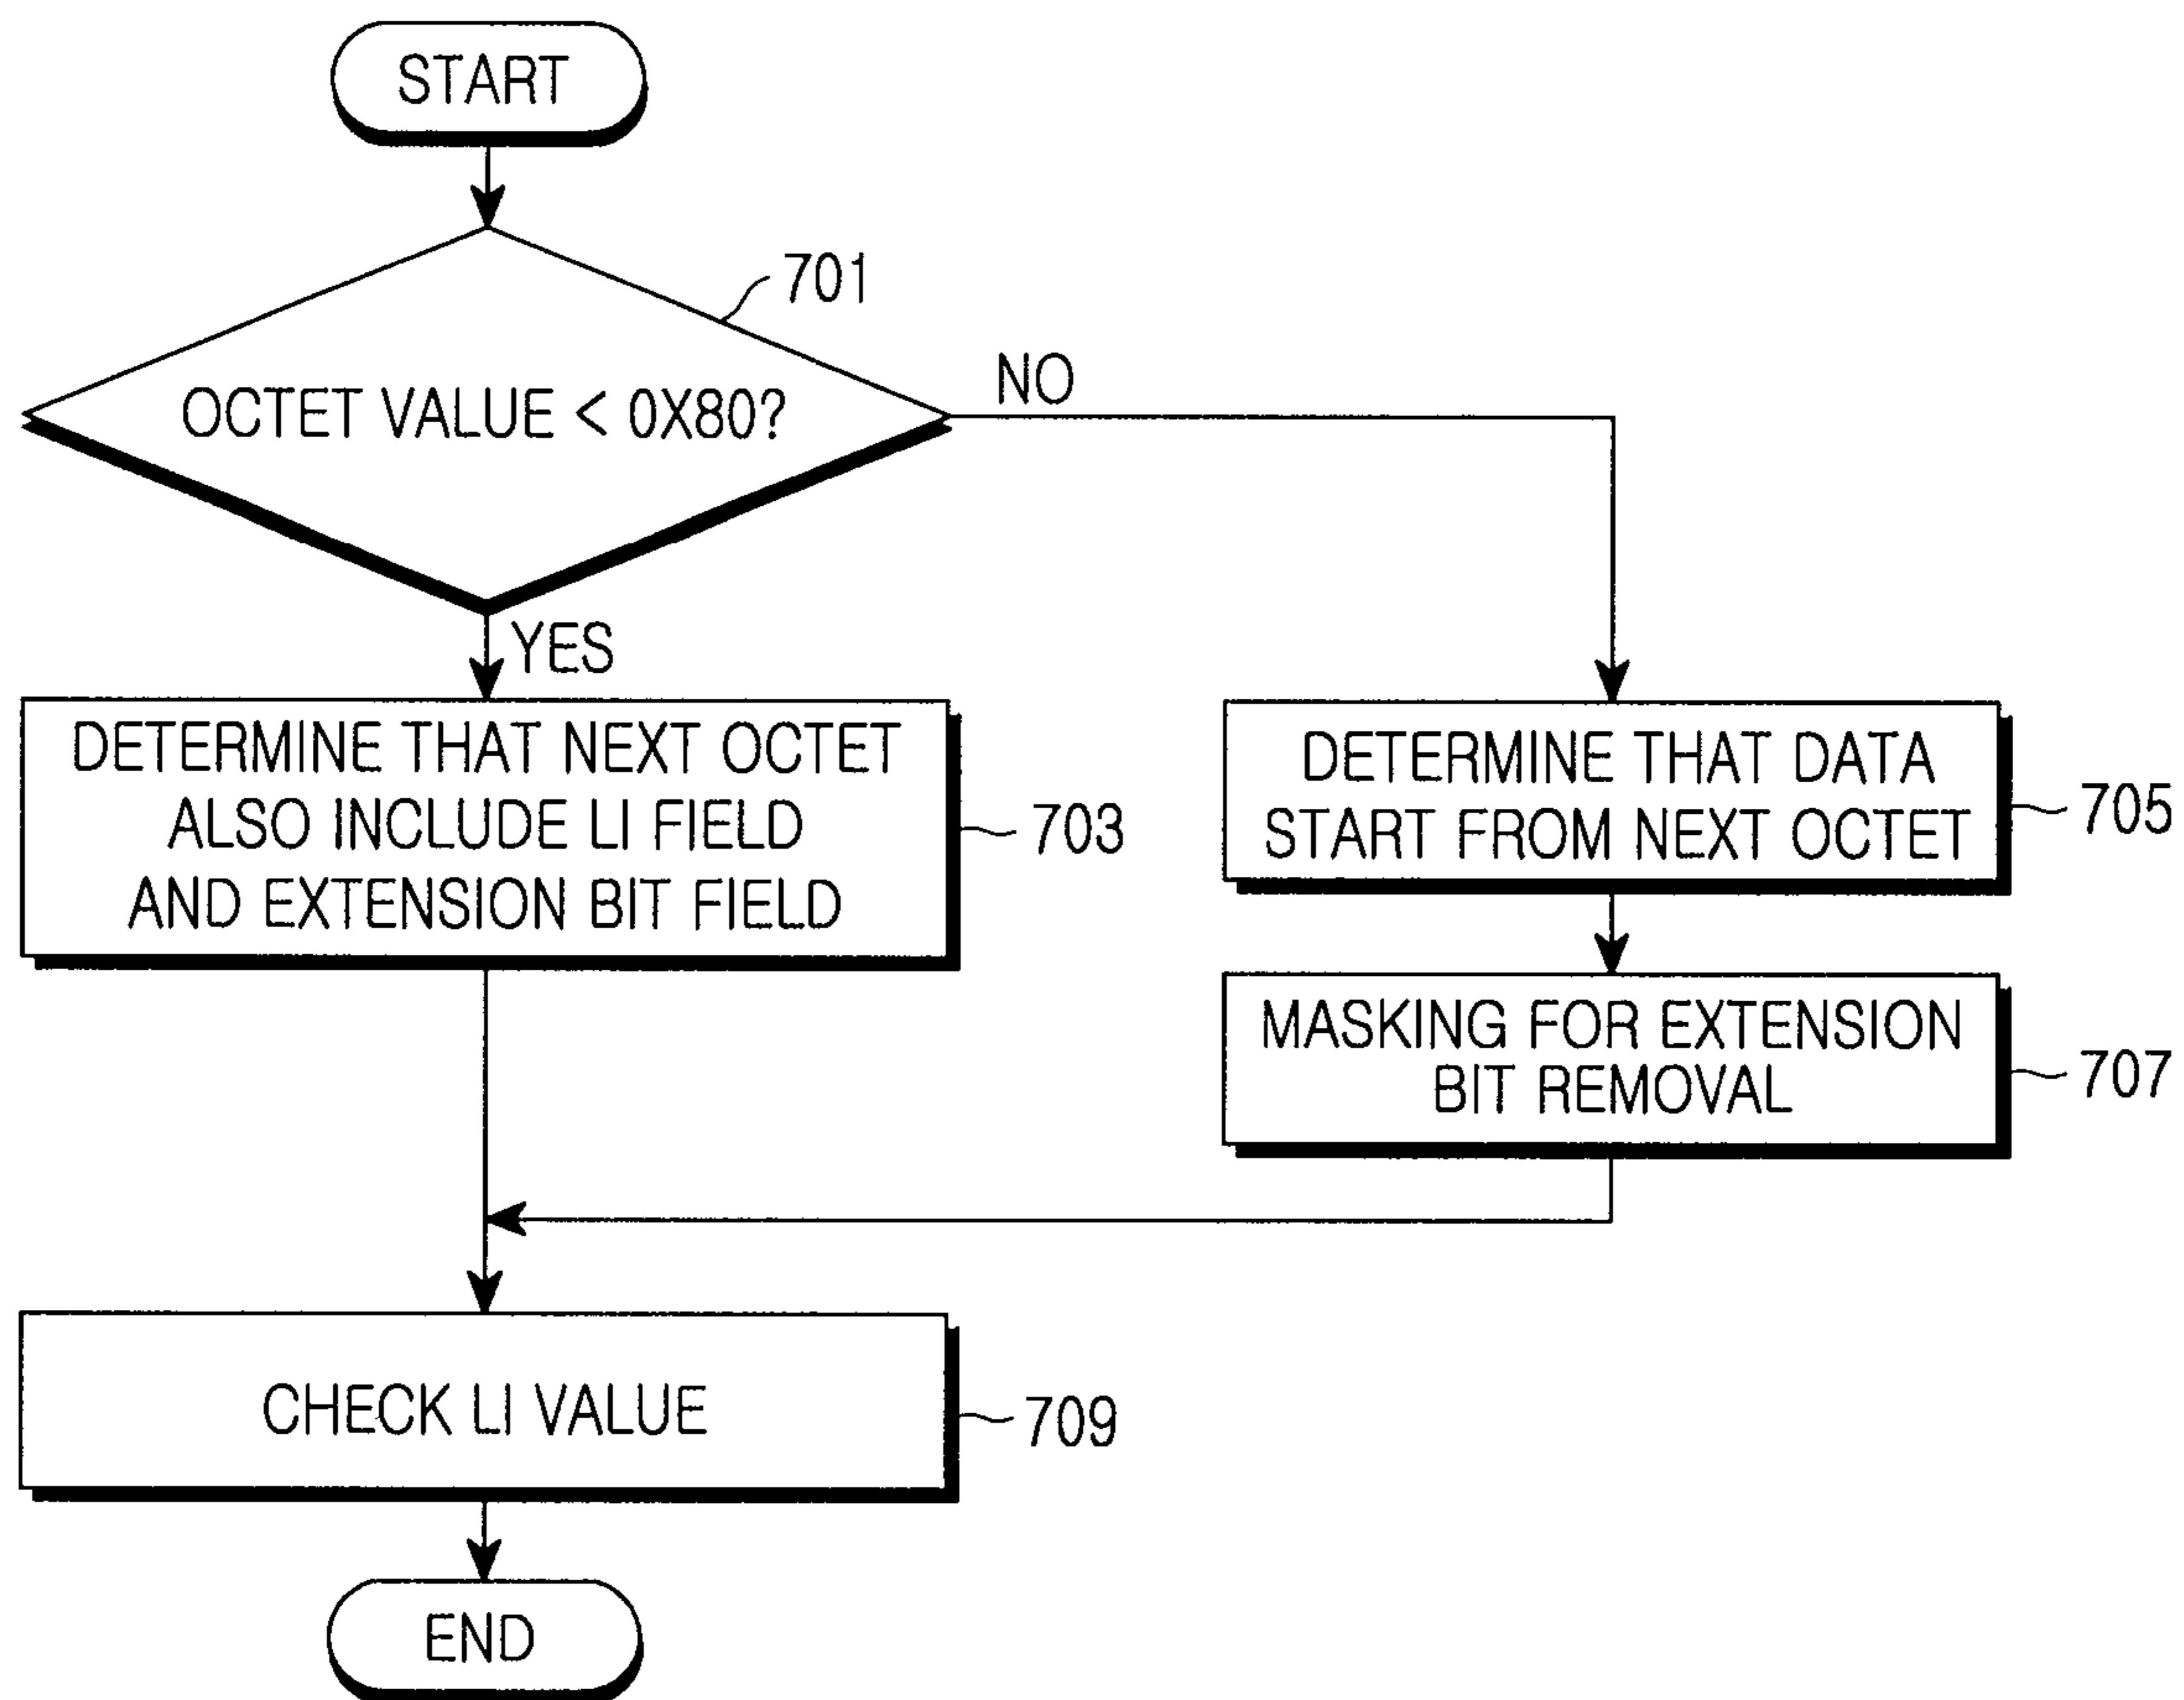 START
701
OCTET VALUE < 0X80?
NO
YES
DETERMINE THAT NEXT OCTET
ALSO INCLUDE LI FIELD
AND EXTENSION BIT FIELD
703
DETERMINE THAT DATA
START FROM NEXT OCTET
705
MASKING FOR EXTENSION
BIT REMOVAL
707
CHECK LI VALUE
709
END